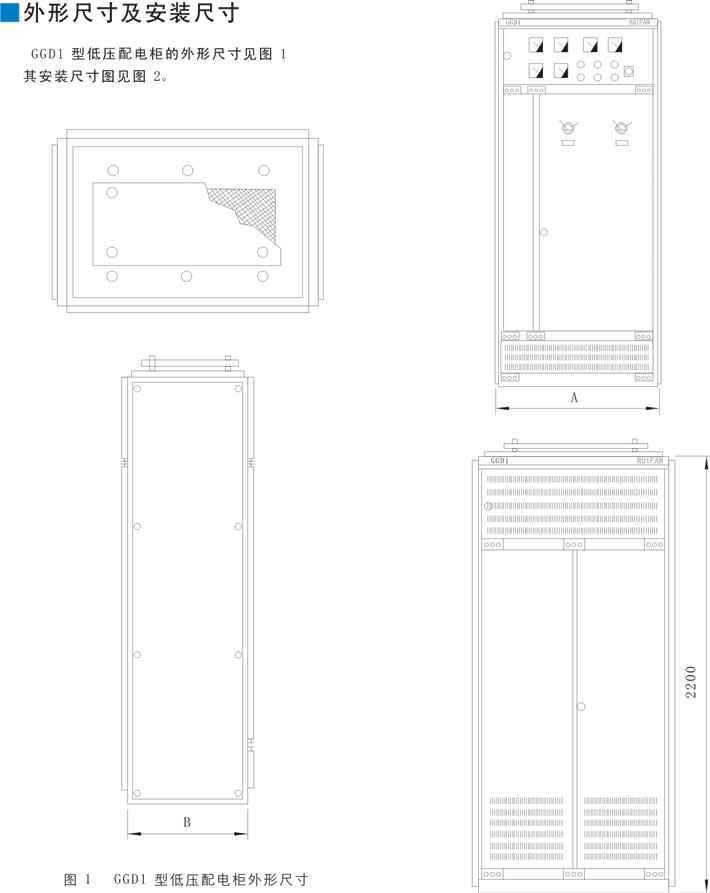 外形尺寸及安装尺寸
GGD1 型低压配电柜的外形尺寸见图 1
其安装尺寸图见图 2。
GGD1 RUIFAN
A
GGD1 RUIFAN
2200
B
图 1 GGD1 型低压配电柜外形尺寸